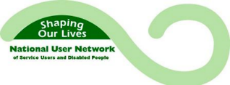 Shaping
Our Lives
National User Network
of Service Users and Disabled People